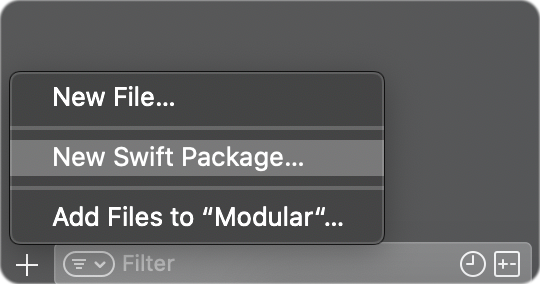 New File...
New Swift Package...
Add Files to “Modular“...
Filter